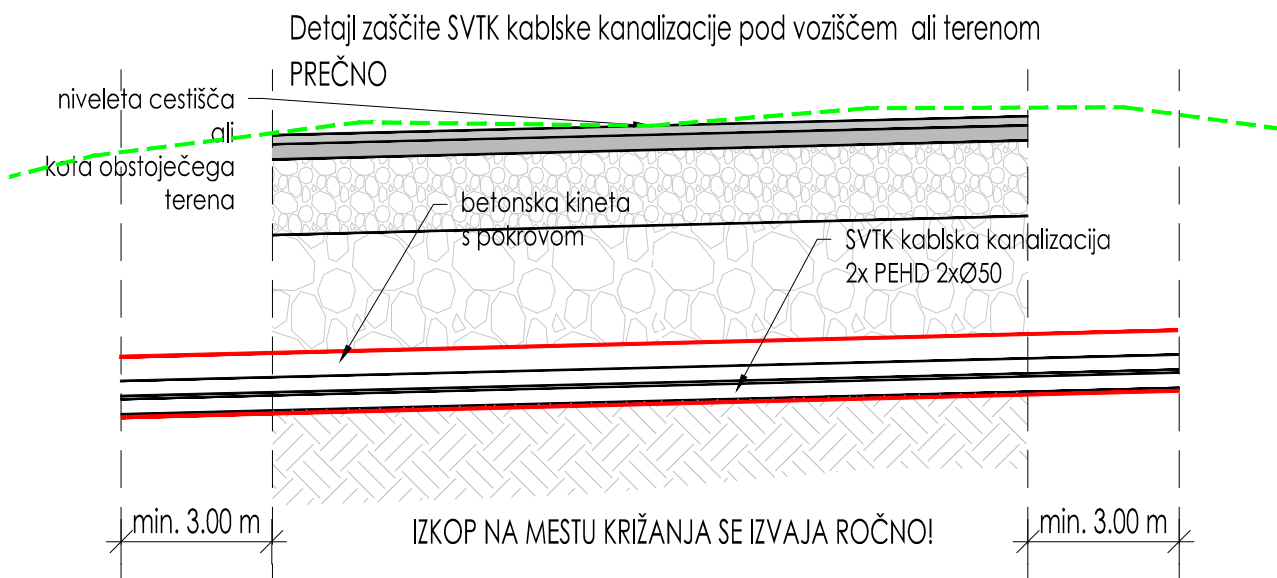 Detajl zaščite SVTK kablske kanalizacije pod voziščem ali terenom
PREČNO
niveleta cestišča
ali
kota obstoječega
terena
betonska kineta
s pokrovom
SVTK kablska kanalizacija
2x PEHD 2xØ50
min. 3.00 m
IZKOP NA MESTU KRIŽANJA SE IZVAJA ROČNO!
min. 3.00 m